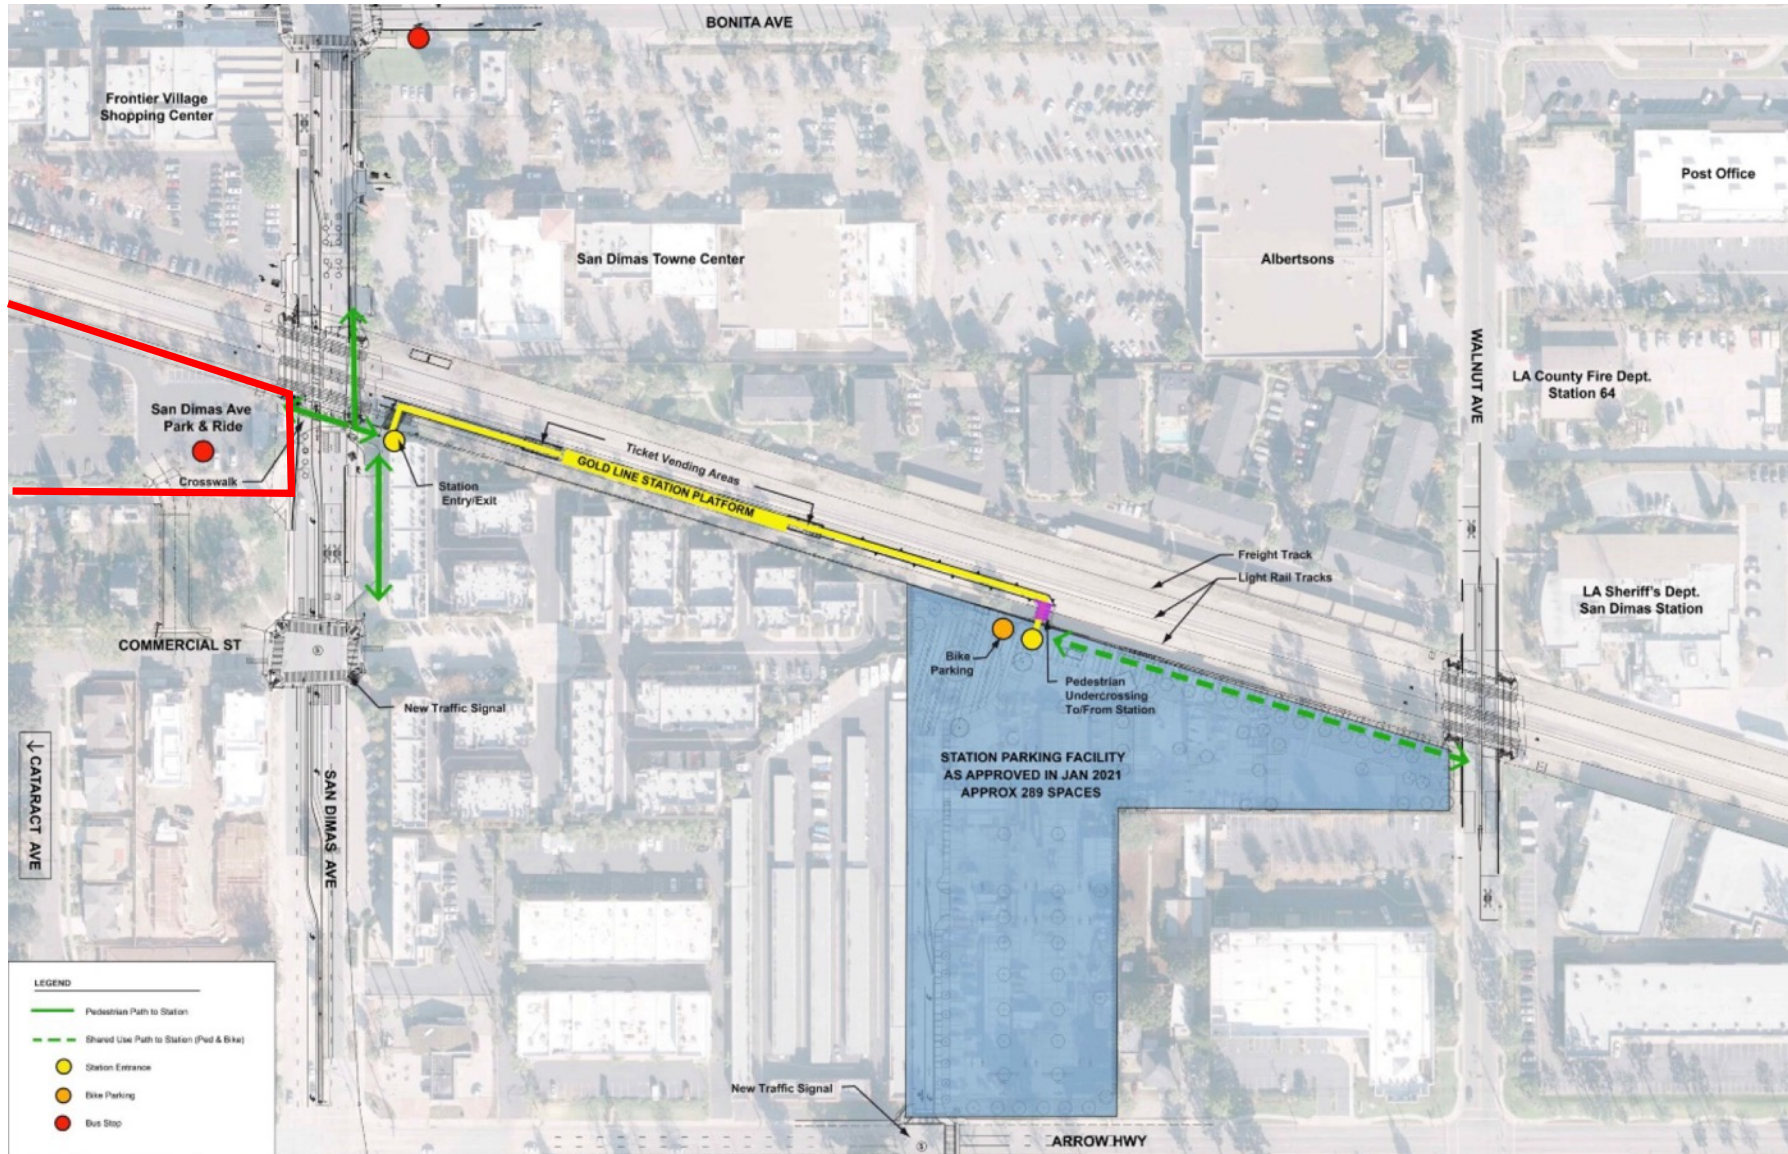 BONITA AVE
Frontier Village
Shopping Center
Post Office
San Dimas Towne Center
Albertsons
WALNUT AVE
LA County Fire Dept.
Station 64
San Dimas Ave
Park & Ride
Crosswalk
Station
Entry/Exit
Ticket Vending Areas
GOLD LINE STATION PLATFORM
Freight Track
Light Rail Tracks
LA Sheriff's Dept.
San Dimas Station
COMMERCIAL ST
Bike
Parking
Pedestrian
Undercrossing
To/From Station
New Traffic Signal
↓ CATARACT AVE
SAN DIMAS AVE
STATION PARKING FACILITY
AS APPROVED IN JAN 2021
APPROX 289 SPACES
LEGEND
Pedestrian Path to Station
Shared Use Path to Station (Ped & Bike)
Station Entrance
Bike Parking
Bus Stop
New Traffic Signal
ARROW HWY